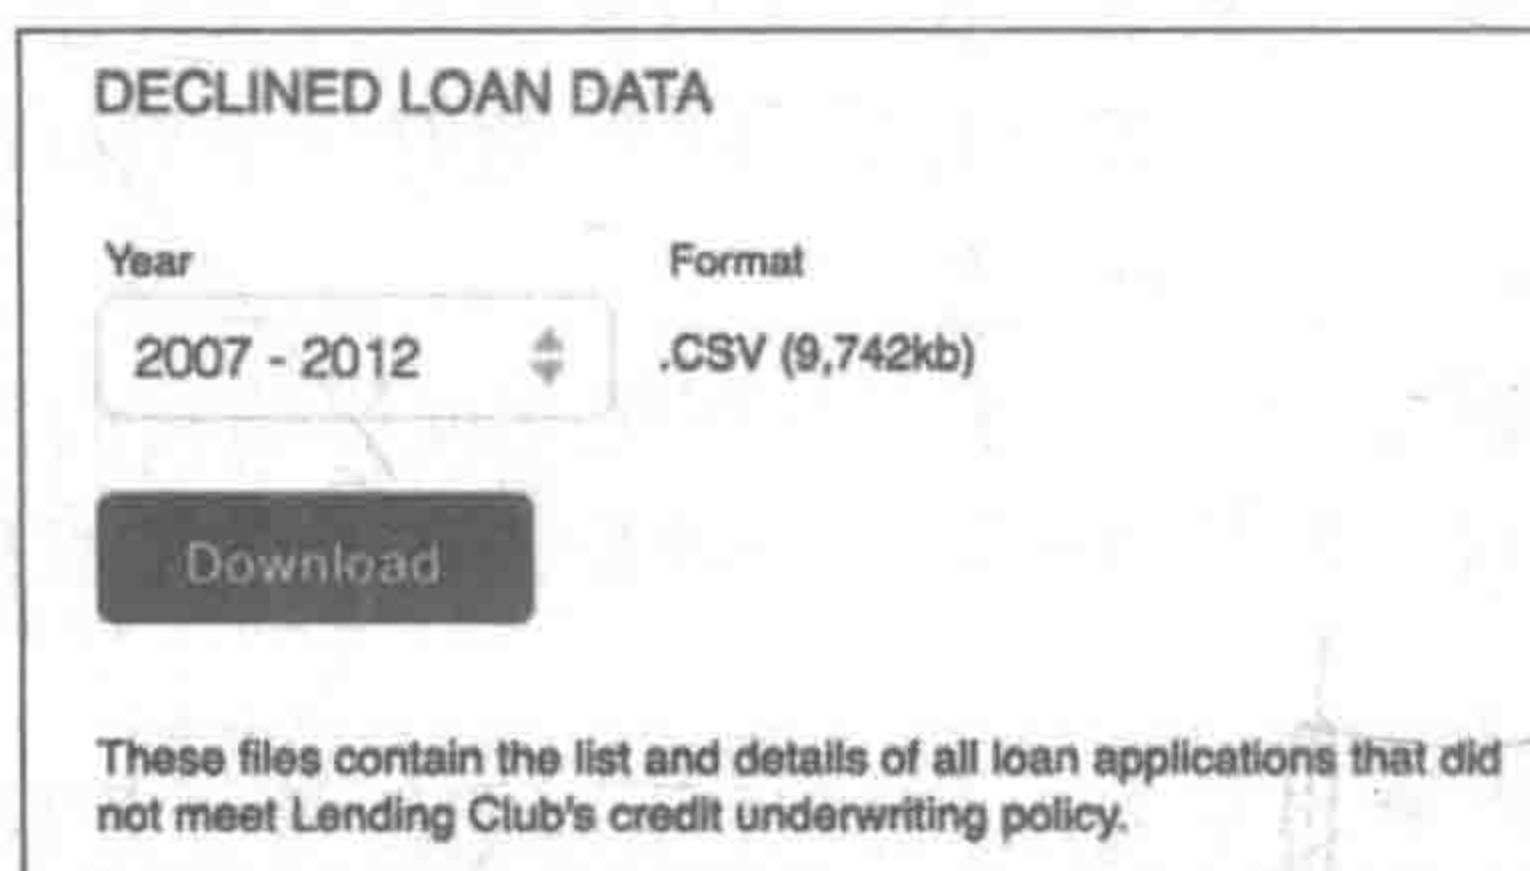 DECLINED LOAN DATA
Year
Format
2007 - 2012
.CSV (9,742kb)
Download
These files contain the list and details of all loan applications that did
not meet Lending Club's credit underwriting policy.